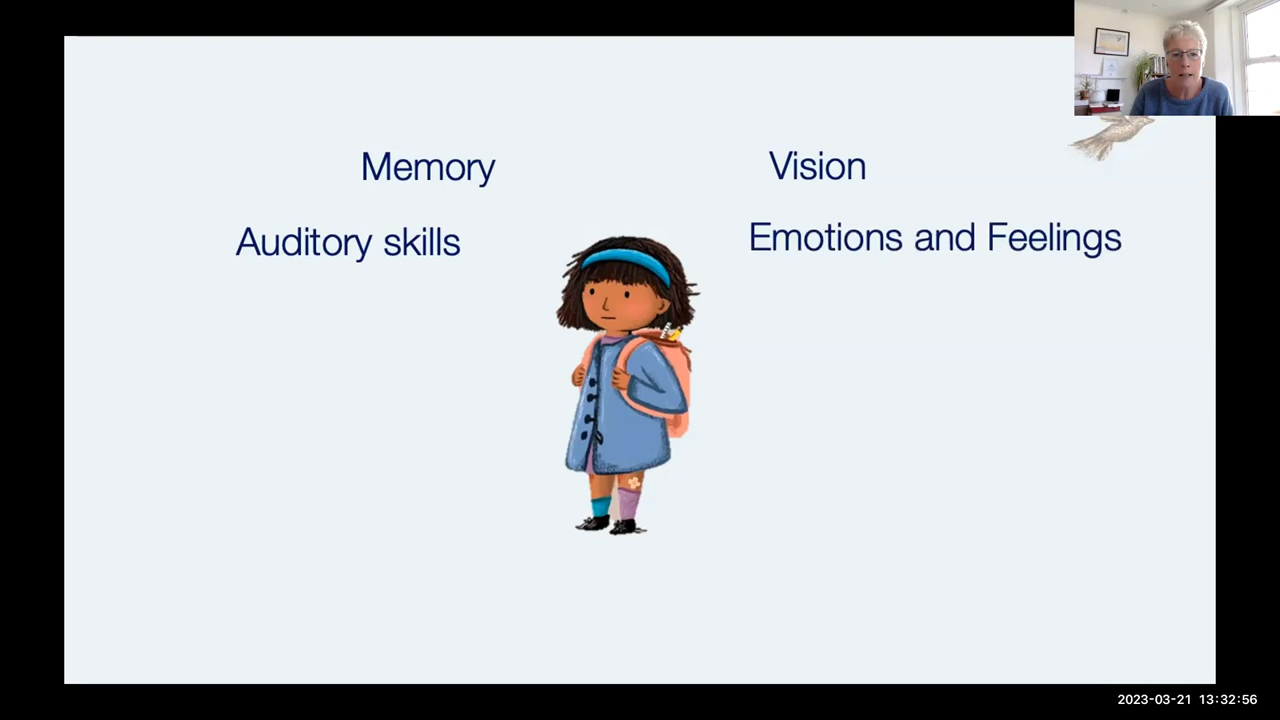 Memory
Vision
Auditory skills
Emotions and Feelings
2023-03-21 13:32:56